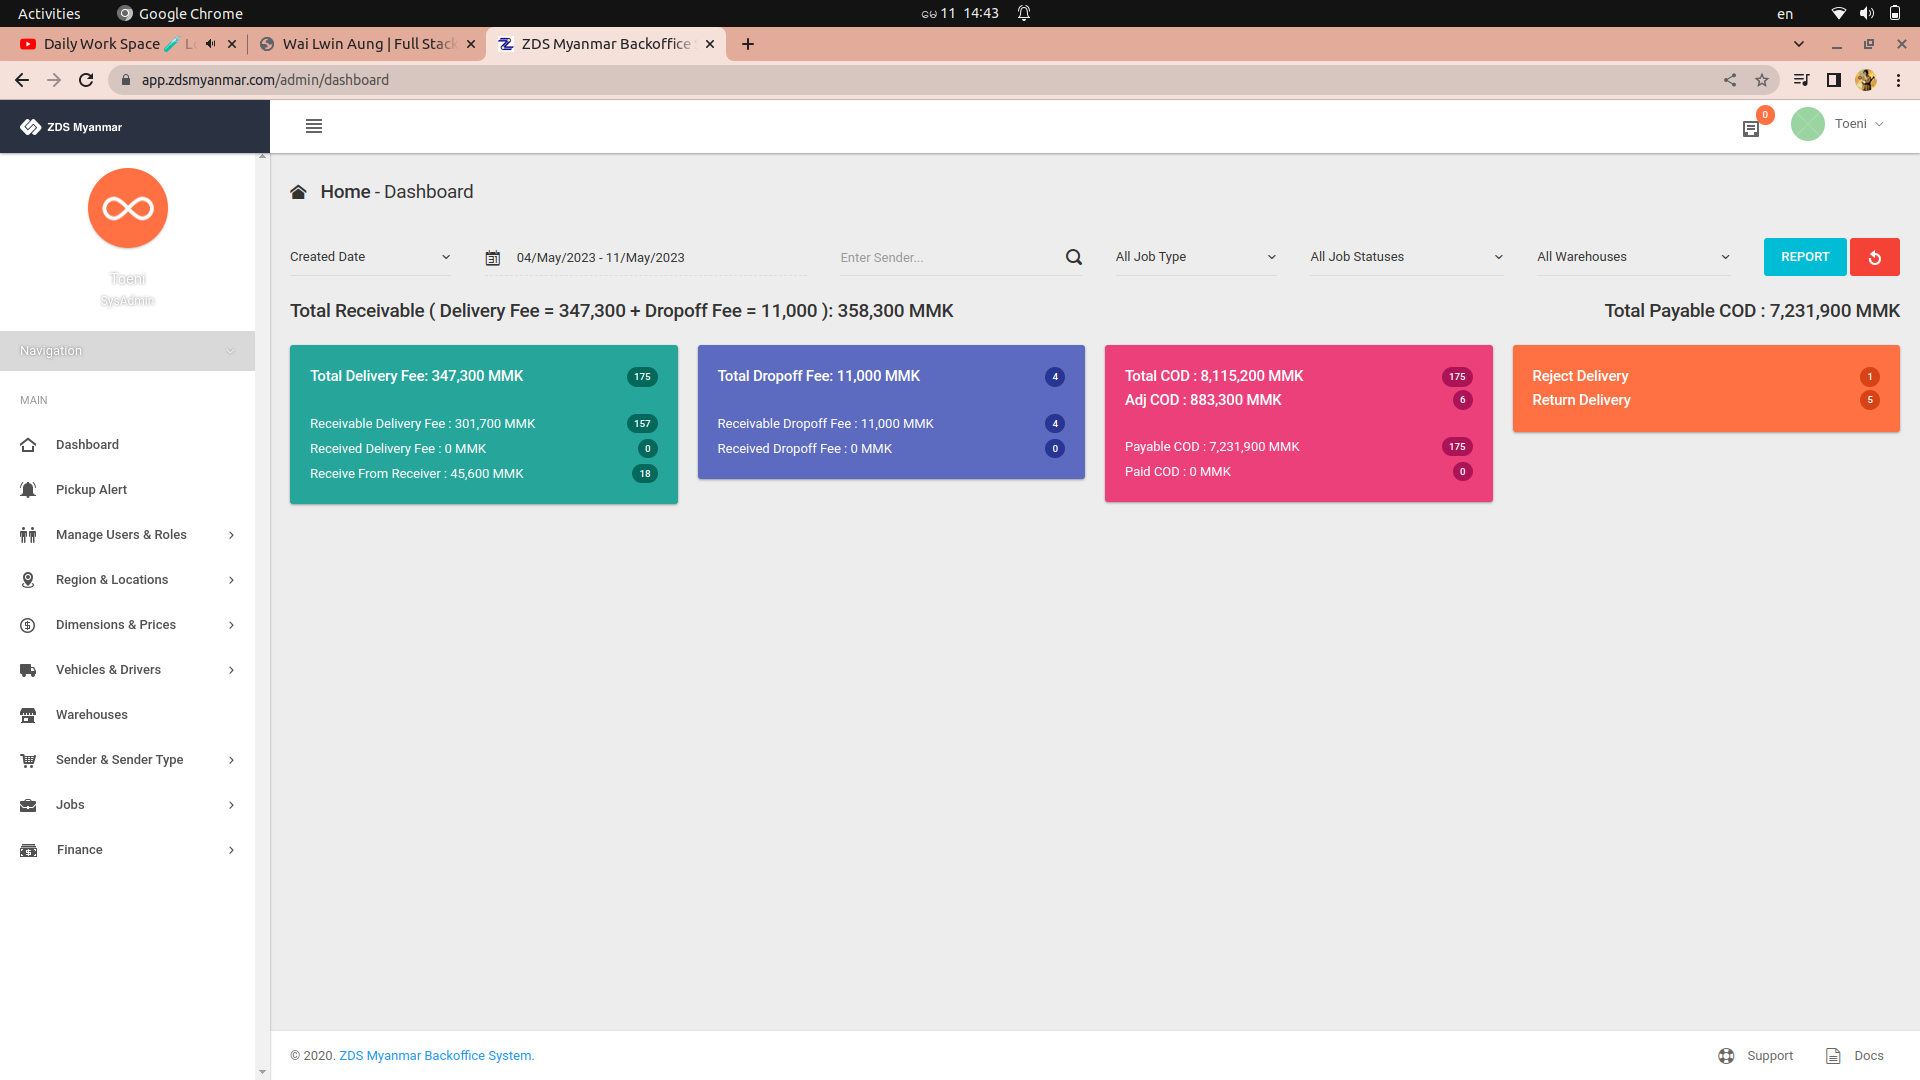 Activities
Google Chrome
မေ 11 14:43
en
Daily Work Space
Wai Lwin Aung | Full Stack
ZDS Myanmar Backoffice
app.zdsmyanmar.com/admin/dashboard
ZDS Myanmar
0
Toeni
Toeni
SysAdmin
Navigation
MAIN
Dashboard
Pickup Alert
Manage Users & Roles
Region & Locations
Dimensions & Prices
Vehicles & Drivers
Warehouses
Sender & Sender Type
Jobs
Finance
Home - Dashboard
Created Date
31
04/May/2023 - 11/May/2023
Enter Sender...
All Job Type
All Job Statuses
All Warehouses
REPORT
Total Receivable ( Delivery Fee = 347,300 + Dropoff Fee = 11,000 ): 358,300 MMK
Total Payable COD : 7,231,900 MMK
Total Delivery Fee: 347,300 MMK 175
Receivable Delivery Fee : 301,700 MMK 157
Received Delivery Fee : 0 MMK 0
Receive From Receiver : 45,600 MMK 18
Total Dropoff Fee: 11,000 MMK 4
Receivable Dropoff Fee : 11,000 MMK 4
Received Dropoff Fee : 0 MMK 0
Total COD : 8,115,200 MMK 175
Adj COD : 883,300 MMK 6
Payable COD : 7,231,900 MMK 175
Paid COD : 0 MMK 0
Reject Delivery 1
Return Delivery 5
© 2020. ZDS Myanmar Backoffice System.
Support
Docs